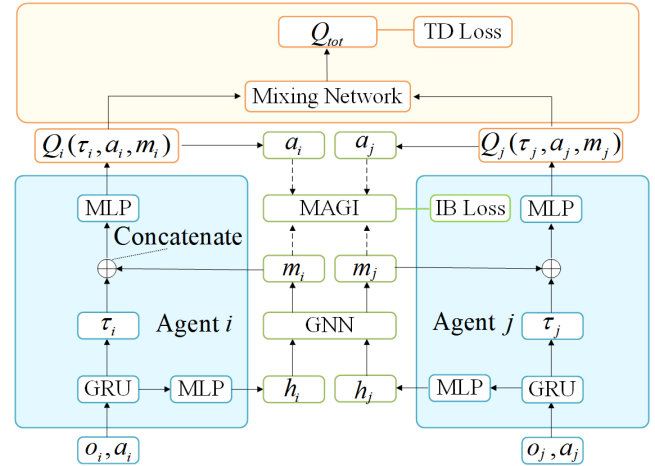 Q_tot TD Loss
Mixing Network
Q_i(τ_i, a_i, m_i) a_i a_j Q_j(τ_j, a_j, m_j)
MLP MAGI IB Loss MLP
Concatenate
m_i m_j
τ_i Agent i GNN Agent j τ_j
GRU MLP h_i h_j MLP GRU
o_i, a_i o_j, a_j